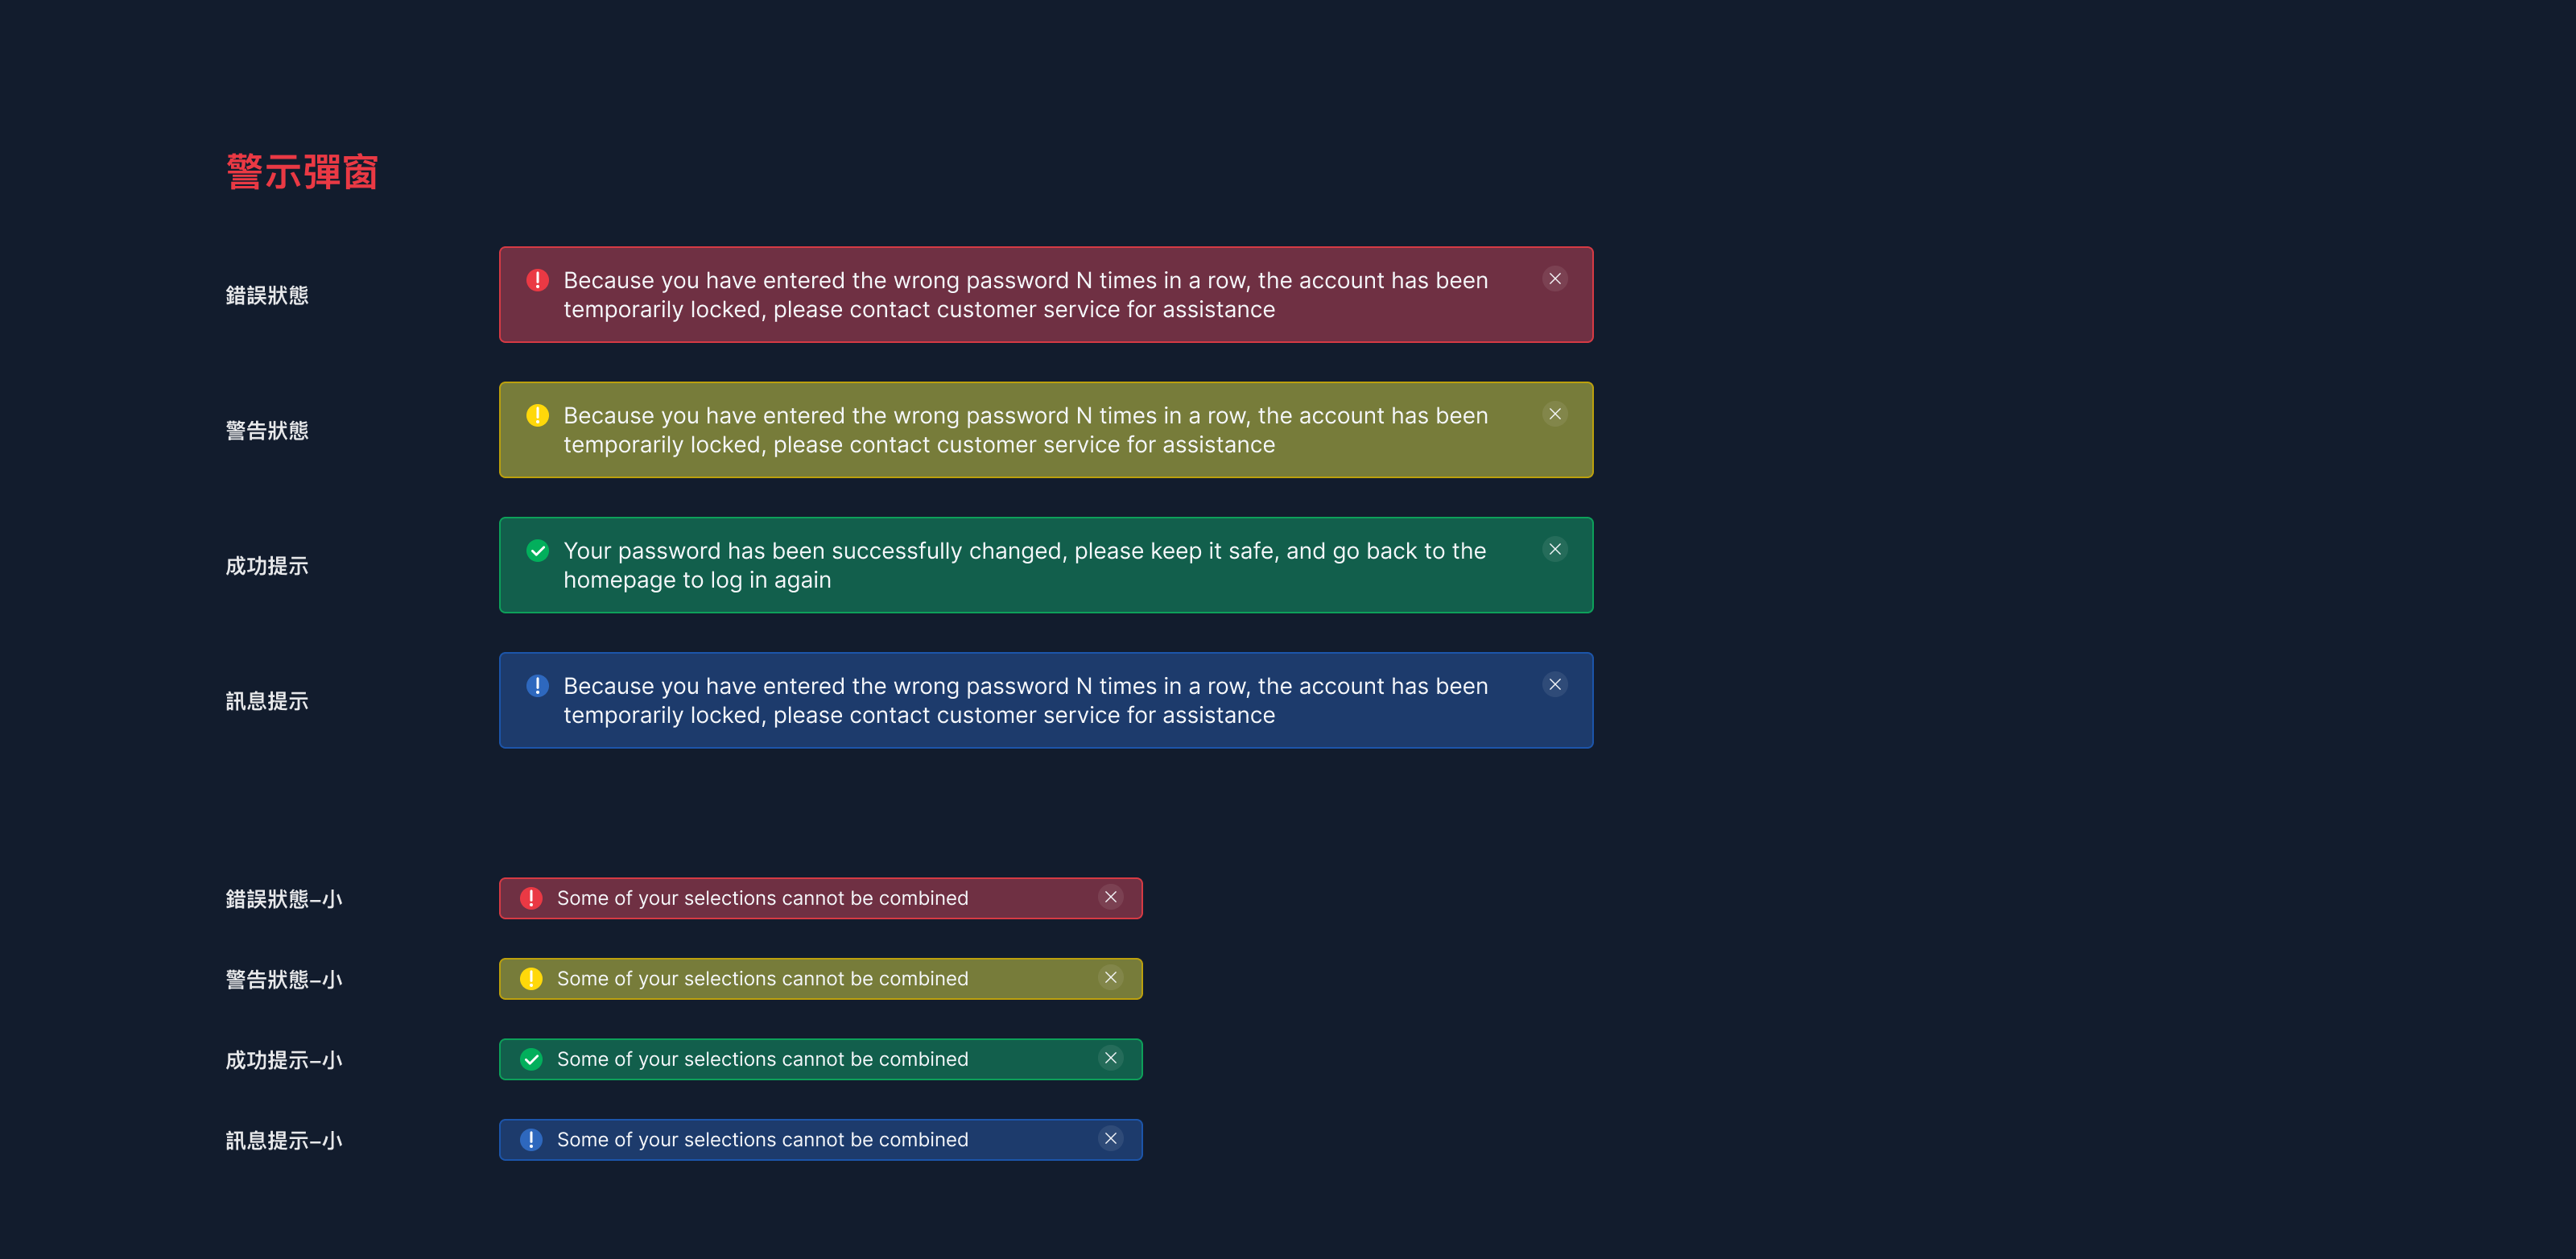 警示彈窗
錯誤狀態
Because you have entered the wrong password N times in a row, the account has been
temporarily locked, please contact customer service for assistance
警告狀態
Because you have entered the wrong password N times in a row, the account has been
temporarily locked, please contact customer service for assistance
成功提示
Your password has been successfully changed, please keep it safe, and go back to the
homepage to log in again
訊息提示
Because you have entered the wrong password N times in a row, the account has been
temporarily locked, please contact customer service for assistance
錯誤狀態–小
Some of your selections cannot be combined
警告狀態–小
Some of your selections cannot be combined
成功提示–小
Some of your selections cannot be combined
訊息提示–小
Some of your selections cannot be combined